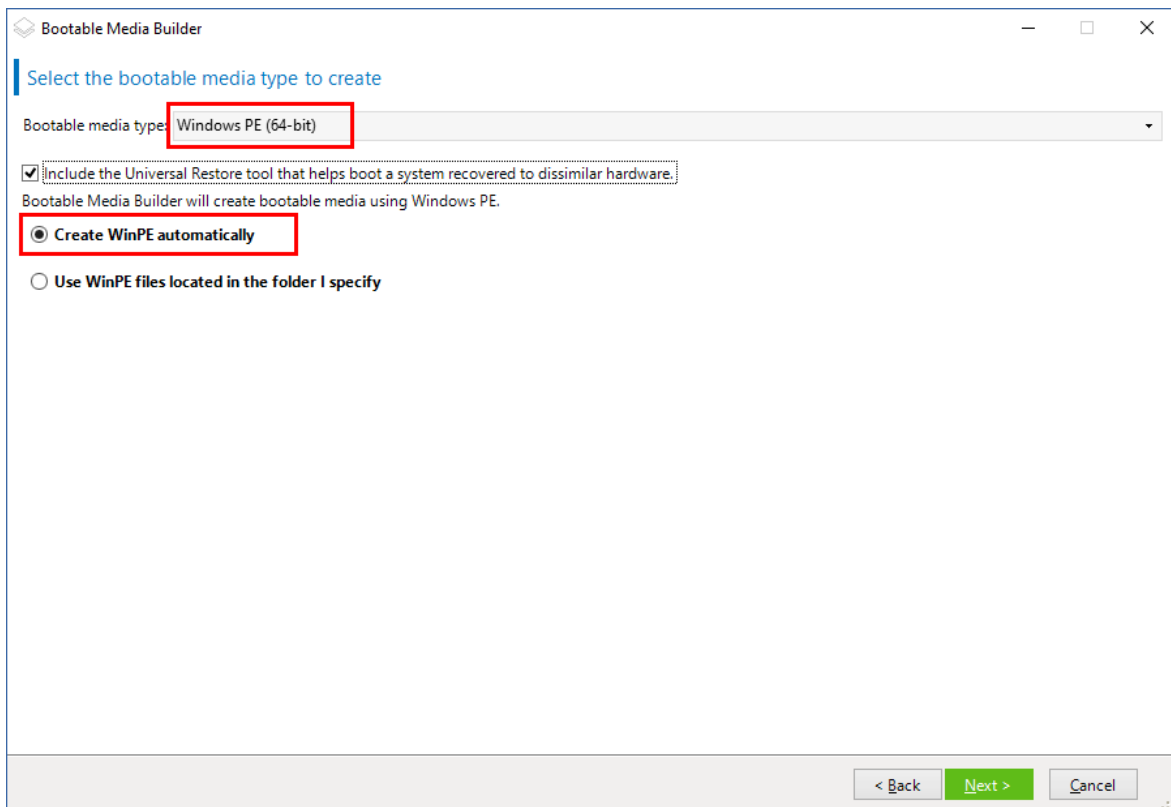 Bootable Media Builder
Select the bootable media type to create
Bootable media type: Windows PE (64-bit)
Include the Universal Restore tool that helps boot a system recovered to dissimilar hardware.
Bootable Media Builder will create bootable media using Windows PE.
Create WinPE automatically
Use WinPE files located in the folder I specify
< Back Next > Cancel